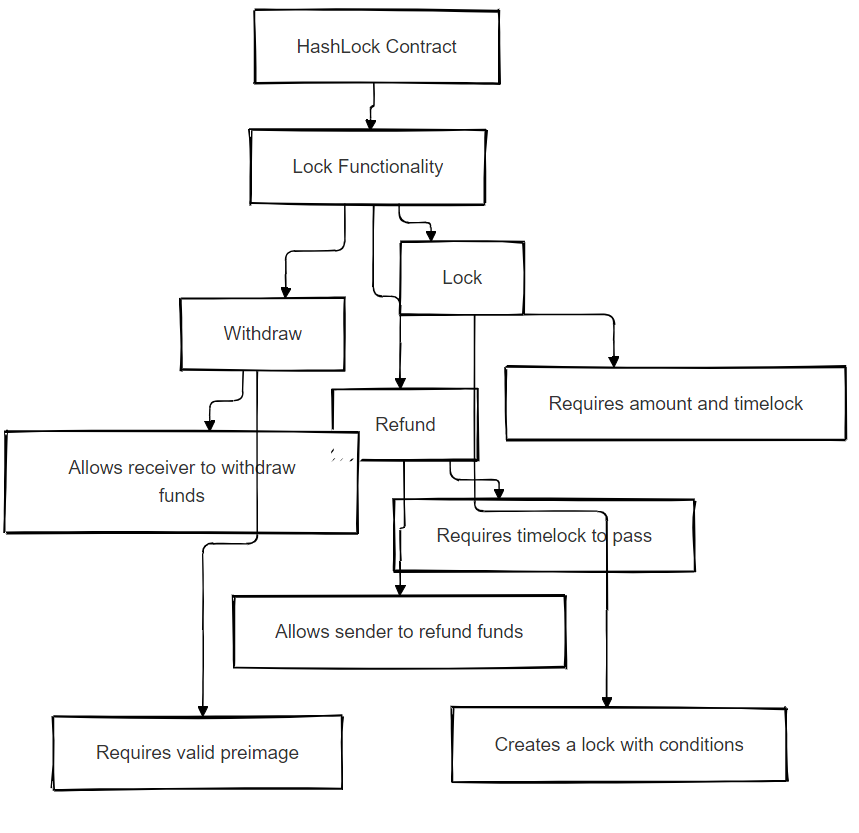 HashLock Contract
Lock Functionality
Lock
Withdraw
Requires amount and timelock
Refund
Allows receiver to withdraw
funds
Requires timelock to pass
Allows sender to refund funds
Creates a lock with conditions
Requires valid preimage